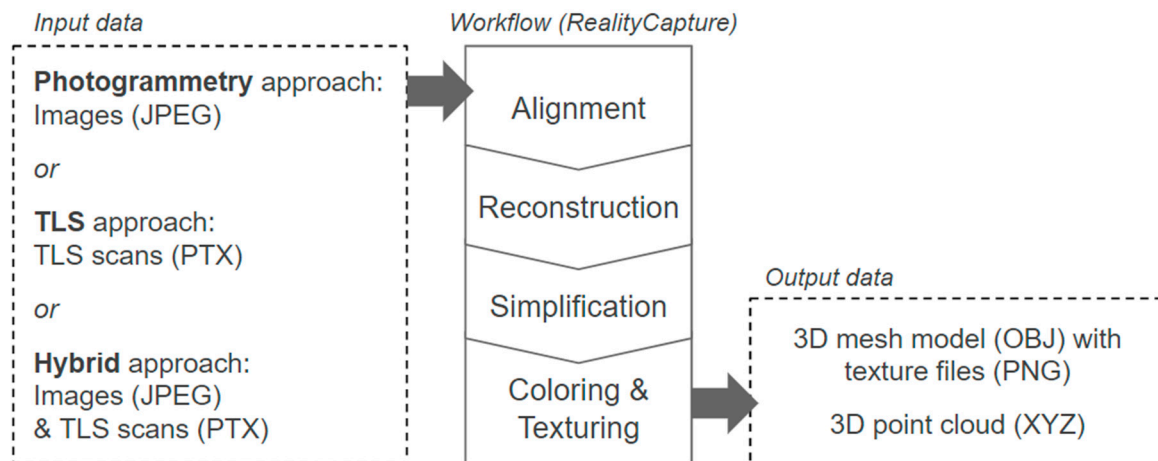 Input data
Photogrammetry approach:
Images (JPEG)
or
TLS approach:
TLS scans (PTX)
or
Hybrid approach:
Images (JPEG)
& TLS scans (PTX)
Workflow (RealityCapture)
Alignment
Reconstruction
Simplification
Coloring &
Texturing
Output data
3D mesh model (OBJ) with
texture files (PNG)
3D point cloud (XYZ)